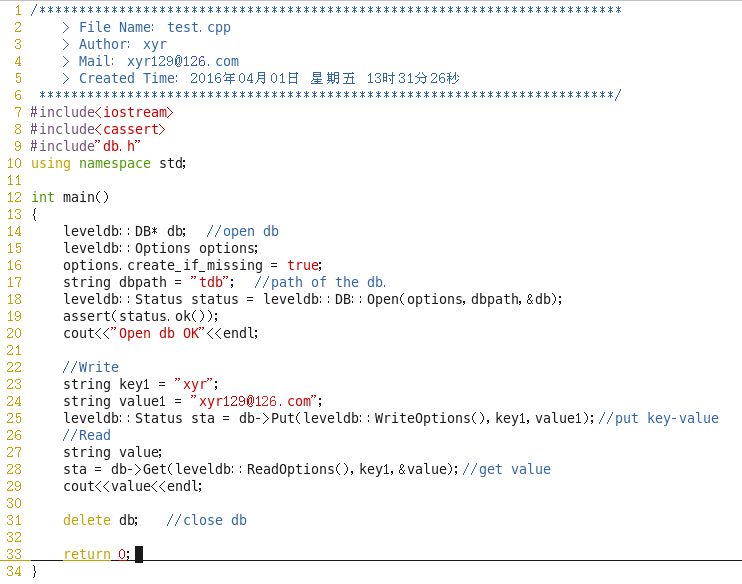 1 /************************************************************************
2     > File Name: test.cpp
3     > Author: xyr
4     > Mail: xyr129@126.com
5     > Created Time: 2016年04月01日 星期五 13时31分26秒
6  ************************************************************************/
7 #include<iostream>
8 #include<cassert>
9 #include"db.h"
10 using namespace std;
11
12 int main()
13 {
14     leveldb::DB* db;  //open db
15     leveldb::Options options;
16     options.create_if_missing = true;
17     string dbpath = "tdb";  //path of the db.
18     leveldb::Status status = leveldb::DB::Open(options,dbpath,&db);
19     assert(status.ok());
20     cout<<"Open db OK"<<endl;
21
22     //Write
23     string key1 = "xyr";
24     string value1 = "xyr129@126.com";
25     leveldb::Status sta = db->Put(leveldb::WriteOptions(),key1,value1);//put key-value
26     //Read
27     string value;
28     sta = db->Get(leveldb::ReadOptions(),key1,&value);//get value
29     cout<<value<<endl;
30
31     delete db;   //close db
32
33     return 0;
34 }